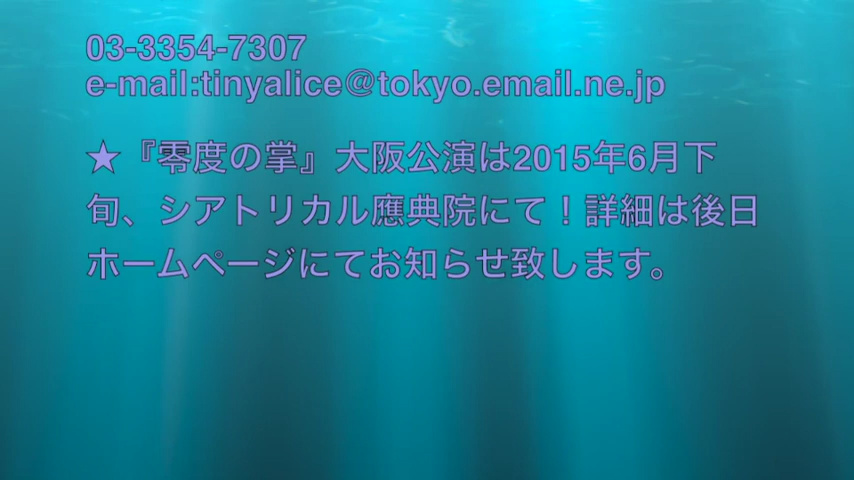 03-3354-7307
e-mail:tinyalice@tokyo.email.ne.jp
★『零度の掌』大阪公演は2015年6月下
旬、シアトリカル應典院にて！詳細は後日
ホームページにてお知らせ致します。